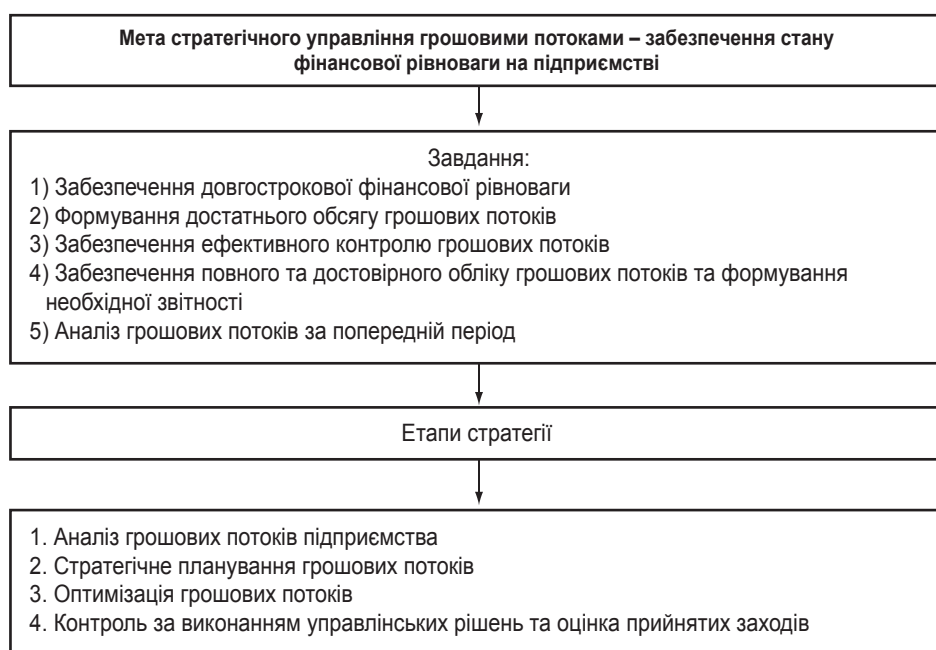 Мета стратегічного управління грошовими потоками – забезпечення стану
фінансової рівноваги на підприємстві
Завдання:
1) Забезпечення довгострокової фінансової рівноваги
2) Формування достатнього обсягу грошових потоків
3) Забезпечення ефективного контролю грошових потоків
4) Забезпечення повного та достовірного обліку грошових потоків та формування
необхідної звітності
5) Аналіз грошових потоків за попередній період
Етапи стратегії
1. Аналіз грошових потоків підприємства
2. Стратегічне планування грошових потоків
3. Оптимізація грошових потоків
4. Контроль за виконанням управлінських рішень та оцінка прийнятих заходів